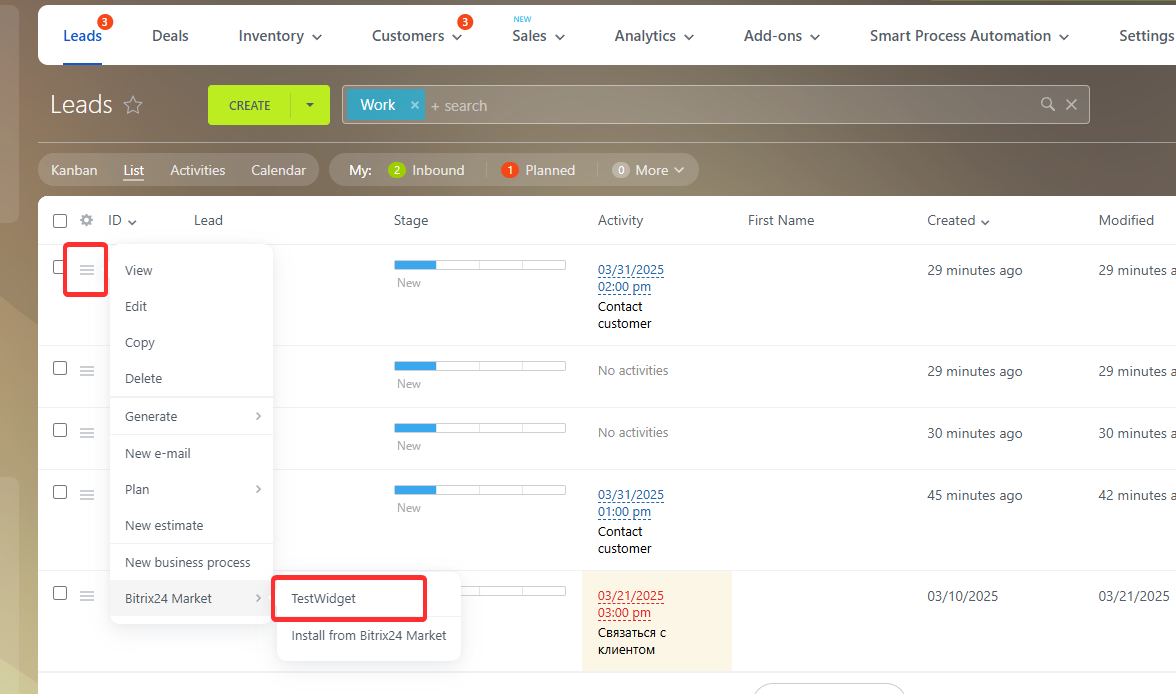 3
3
NEW
Leads
Deals
Inventory
Customers
Sales
Analytics
Add-ons
Smart Process Automation
Settings
Leads
CREATE
Work × + search
Kanban
List
Activities
Calendar
My:
2 Inbound
1 Planned
0 More
ID
Lead
Stage
Activity
First Name
Created
Modified
View
Edit
Copy
Delete
Generate
New e-mail
Plan
New estimate
New business process
Bitrix24 Market
TestWidget
Install from Bitrix24 Market
New
03/31/2025
02:00 pm
Contact
customer
29 minutes ago
29 minutes a
New
No activities
29 minutes ago
29 minutes a
New
No activities
30 minutes ago
30 minutes a
New
03/31/2025
01:00 pm
Contact
customer
45 minutes ago
42 minutes a
03/21/2025
03:00 pm
Связаться с
клиентом
03/10/2025
03/21/2025